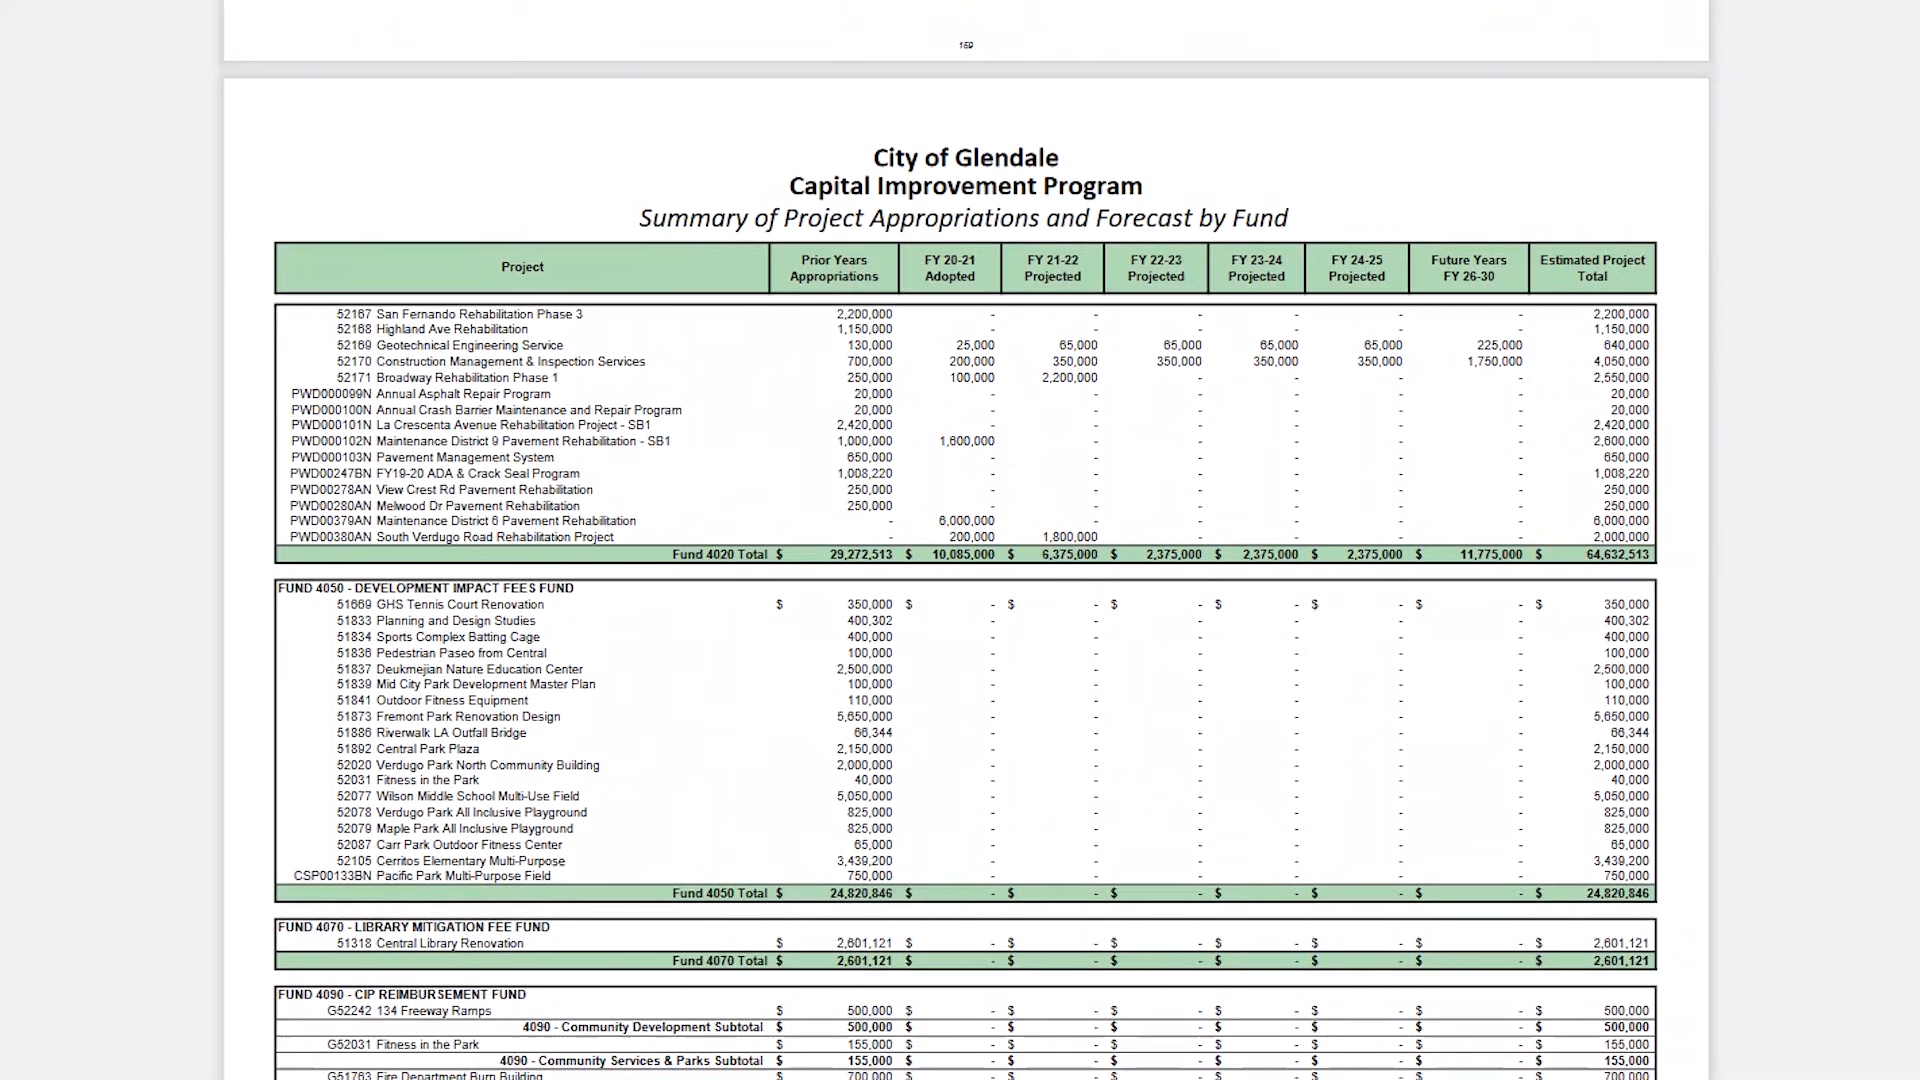 159
City of Glendale
Capital Improvement Program
Summary of Project Appropriations and Forecast by Fund
Project Prior Years Appropriations FY 20-21 Adopted FY 21-22 Projected FY 22-23 Projected FY 23-24 Projected FY 24-25 Projected Future Years FY 26-30 Estimated Project Total
52167 San Fernando Rehabilitation Phase 3 2,200,000 - - - - - - 2,200,000
52168 Highland Ave Rehabilitation 1,150,000 - - - - - - 1,150,000
52169 Geotechnical Engineering Service 130,000 25,000 65,000 65,000 65,000 65,000 225,000 640,000
52170 Construction Management & Inspection Services 700,000 200,000 350,000 350,000 350,000 350,000 1,750,000 4,050,000
52171 Broadway Rehabilitation Phase 1 250,000 100,000 2,200,000 - - - - 2,550,000
PWD000099N Annual Asphalt Repair Program 20,000 - - - - - - 20,000
PWD000100N Annual Crash Barrier Maintenance and Repair Program 20,000 - - - - - - 20,000
PWD000101N La Crescenta Avenue Rehabilitation Project - SB1 2,420,000 - - - - - - 2,420,000
PWD000102N Maintenance District 9 Pavement Rehabilitation - SB1 1,000,000 1,600,000 - - - - - 2,600,000
PWD000103N Pavement Management System 650,000 - - - - - - 650,000
PWD00247BN FY19-20 ADA & Crack Seal Program 1,008,220 - - - - - - 1,008,220
PWD00278AN View Crest Rd Pavement Rehabilitation 250,000 - - - - - - 250,000
PWD00280AN Melwood Dr Pavement Rehabilitation 250,000 - - - - - - 250,000
PWD00379AN Maintenance District 6 Pavement Rehabilitation - 6,000,000 - - - - - 6,000,000
PWD00380AN South Verdugo Road Rehabilitation Project - 200,000 1,800,000 - - - - 2,000,000
Fund 4020 Total $ 29,272,513 $ 10,085,000 $ 6,375,000 $ 2,375,000 $ 2,375,000 $ 2,375,000 $ 11,775,000 $ 64,632,513
FUND 4050 - DEVELOPMENT IMPACT FEES FUND
51669 GHS Tennis Court Renovation $ 350,000 $ - $ - $ - $ - $ - $ - $ 350,000
51833 Planning and Design Studies 400,302 - - - - - - 400,302
51834 Sports Complex Batting Cage 400,000 - - - - - - 400,000
51836 Pedestrian Paseo from Central 100,000 - - - - - - 100,000
51837 Deukmejian Nature Education Center 2,500,000 - - - - - - 2,500,000
51839 Mid City Park Development Master Plan 100,000 - - - - - - 100,000
51841 Outdoor Fitness Equipment 110,000 - - - - - - 110,000
51873 Fremont Park Renovation Design 5,650,000 - - - - - - 5,650,000
51886 Riverwalk LA Outfall Bridge 66,344 - - - - - - 66,344
51892 Central Park Plaza 2,150,000 - - - - - - 2,150,000
52020 Verdugo Park North Community Building 2,000,000 - - - - - - 2,000,000
52031 Fitness in the Park 40,000 - - - - - - 40,000
52077 Wilson Middle School Multi-Use Field 5,050,000 - - - - - - 5,050,000
52078 Verdugo Park All Inclusive Playground 825,000 - - - - - - 825,000
52079 Maple Park All Inclusive Playground 825,000 - - - - - - 825,000
52087 Carr Park Outdoor Fitness Center 65,000 - - - - - - 65,000
52105 Cerritos Elementary Multi-Purpose 3,439,200 - - - - - - 3,439,200
CSP00133BN Pacific Park Multi-Purpose Field 750,000 - - - - - - 750,000
Fund 4050 Total $ 24,820,846 $ - $ - $ - $ - $ - $ - $ 24,820,846
FUND 4070 - LIBRARY MITIGATION FEE FUND
51318 Central Library Renovation $ 2,601,121 $ - $ - $ - $ - $ - $ - $ 2,601,121
Fund 4070 Total $ 2,601,121 $ - $ - $ - $ - $ - $ - $ 2,601,121
FUND 4090 - CIP REIMBURSEMENT FUND
G52242 134 Freeway Ramps $ 500,000 $ - $ - $ - $ - $ - $ - $ 500,000
4090 - Community Development Subtotal $ 500,000 $ - $ - $ - $ - $ - $ - $ 500,000
G52031 Fitness in the Park $ 155,000 $ - $ - $ - $ - $ - $ - $ 155,000
4090 - Community Services & Parks Subtotal $ 155,000 $ - $ - $ - $ - $ - $ - $ 155,000
G51763 Fire Department Burn Building $ 700,000 $ - $ - $ - $ - $ - $ - $ 700,000